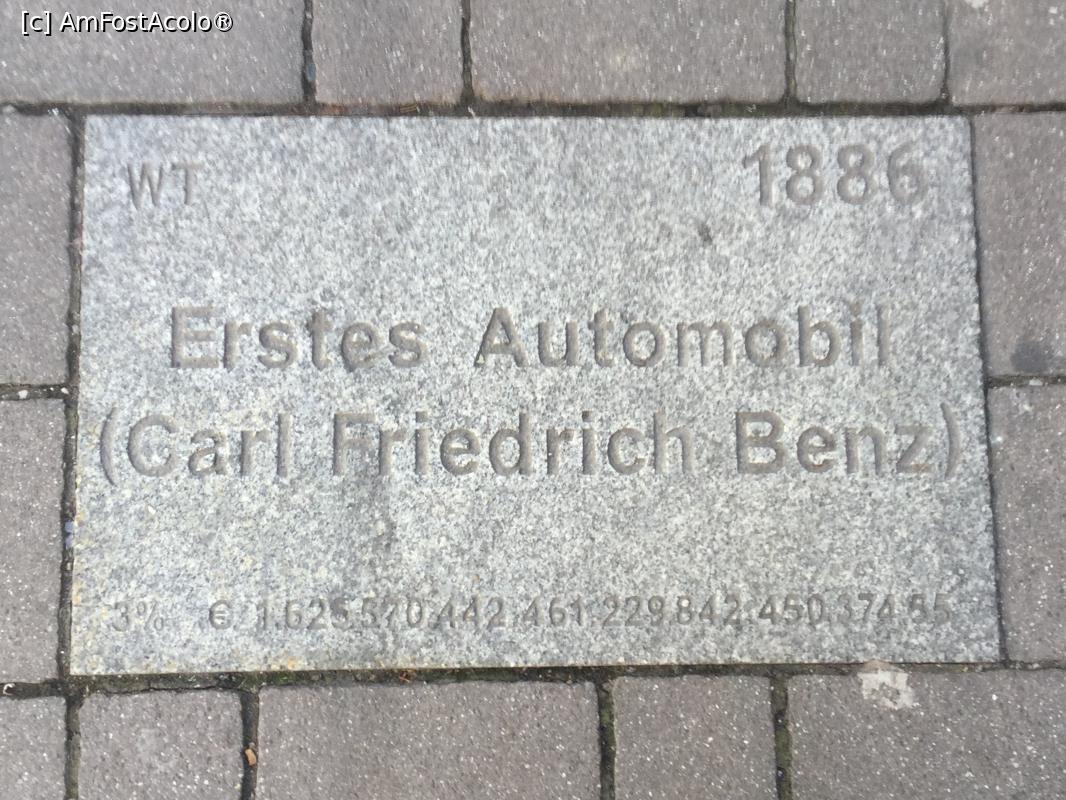 [c] AmFostAcolo®
WT 1886
Erstes Automobil
(Carl Friedrich Benz)
3% € 1.625.570.442.461.229.842.450.374,55